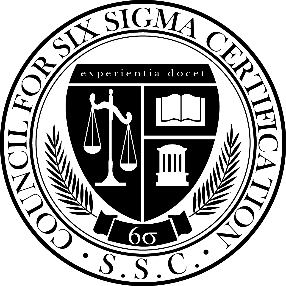 COUNCIL FOR SIX SIGMA CERTIFICATION
experientia docet
6σ
· S.S.C. ·